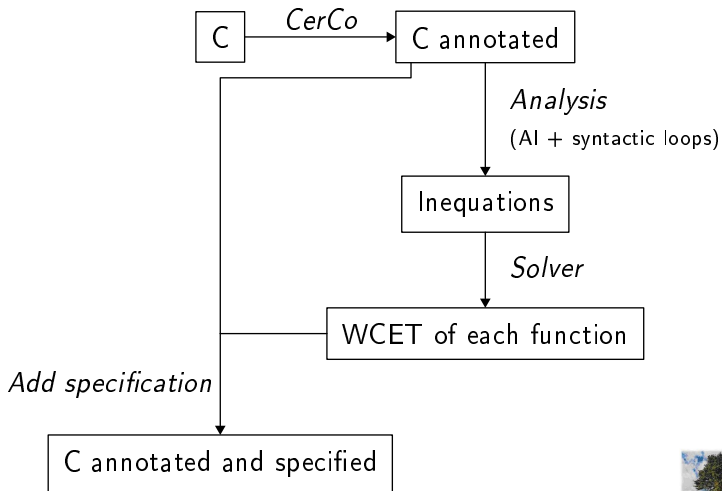 C
CerCo
C annotated
Analysis
(AI + syntactic loops)
Inequations
Solver
WCET of each function
Add specification
C annotated and specified